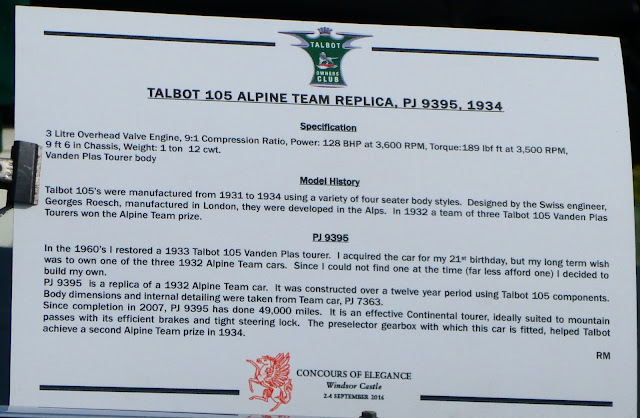 TALBOT
OWNERS
CLUB
TALBOT 105 ALPINE TEAM REPLICA, PJ 9395, 1934
Specification
3 Litre Overhead Valve Engine, 9:1 Compression Ratio, Power: 128 BHP at 3,600 RPM, Torque:189 lbf ft at 3,500 RPM,
9 ft 6 in Chassis, Weight: 1 ton 12 cwt.
Vanden Plas Tourer body
Model History
Talbot 105's were manufactured from 1931 to 1934 using a variety of four seater body styles. Designed by the Swiss engineer,
Georges Roesch, manufactured in London, they were developed in the Alps. In 1932 a team of three Talbot 105 Vanden Plas
Tourers won the Alpine Team prize.
PJ 9395
In the 1960's I restored a 1933 Talbot 105 Vanden Plas tourer. I acquired the car for my 21st birthday, but my long term wish
was to own one of the three 1932 Alpine Team cars. Since I could not find one at the time (far less afford one) I decided to
build my own.
PJ 9395 is a replica of a 1932 Alpine Team car. It was constructed over a twelve year period using Talbot 105 components.
Body dimensions and internal detailing were taken from Team car, PJ 7363.
Since completion in 2007, PJ 9395 has done 49,000 miles. It is an effective Continental tourer, ideally suited to mountain
passes with its efficient brakes and tight steering lock. The preselector gearbox with which this car is fitted, helped Talbot
achieve a second Alpine Team prize in 1934.
RM
CONCOURS OF ELEGANCE
Windsor Castle
2-4 SEPTEMBER 2016